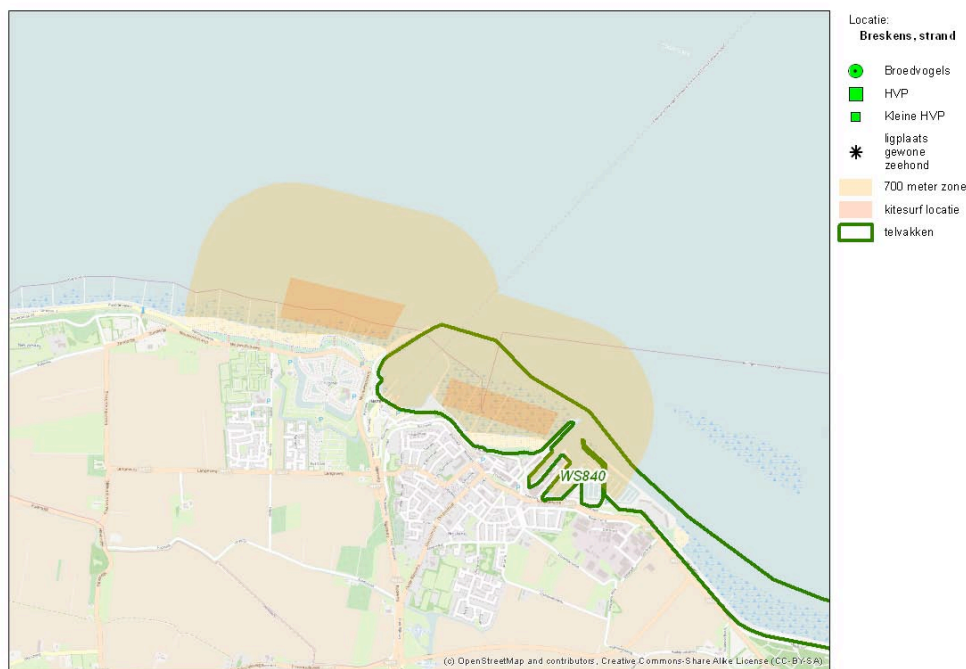 Locatie:
Breskens, strand
Broedvogels
HVP
Kleine HVP
ligplaats
gewone
zeehond
700 meter zone
kitesurf locatie
telvakken
WS840
(c) OpenStreetMap and contributors, Creative Commons-Share Alike License (CC-BY-SA)